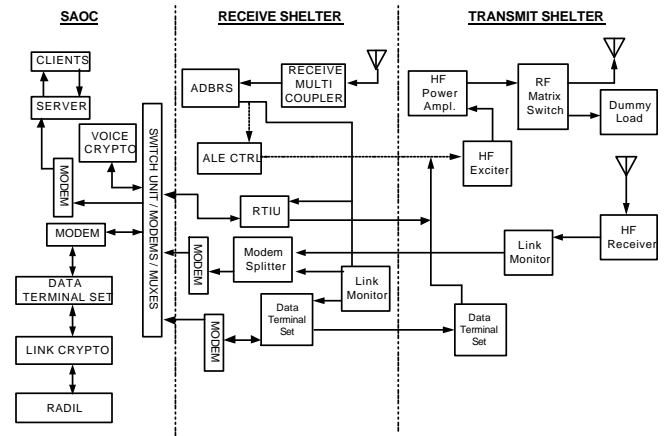 SAOC
CLIENTS
SERVER
VOICE
CRYPTO
MODEM
MODEM
DATA
TERMINAL SET
LINK CRYPTO
RADIL
SWITCH UNIT / MODEMS / MUXES
RECEIVE SHELTER
ADBRS
RECEIVE
MULTI
COUPLER
ALE CTRL
RTIU
MODEM
Modem
Splitter
Link
Monitor
MODEM
Data
Terminal
Set
TRANSMIT SHELTER
HF
Power
Ampl.
RF
Matrix
Switch
Dummy
Load
HF
Exciter
Link
Monitor
HF
Receiver
Data
Terminal
Set